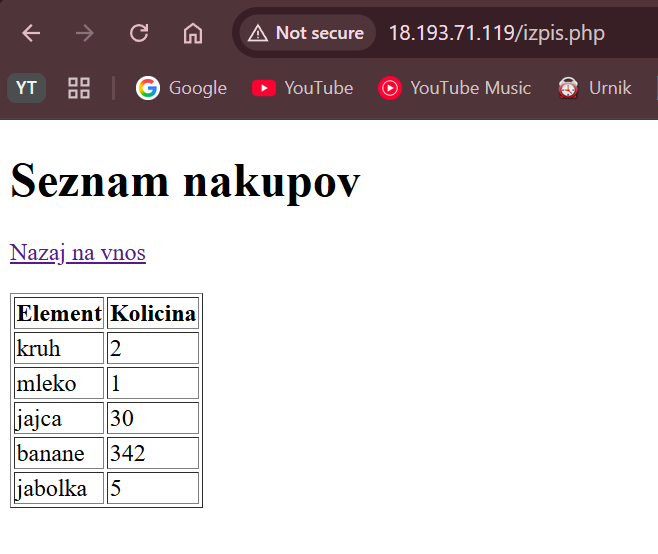 Not secure 18.193.71.119/izpis.php
YT Google YouTube YouTube Music Urnik
Seznam nakupov
Nazaj na vnos
Element Kolicina
kruh 2
mleko 1
jajca 30
banane 342
jabolka 5